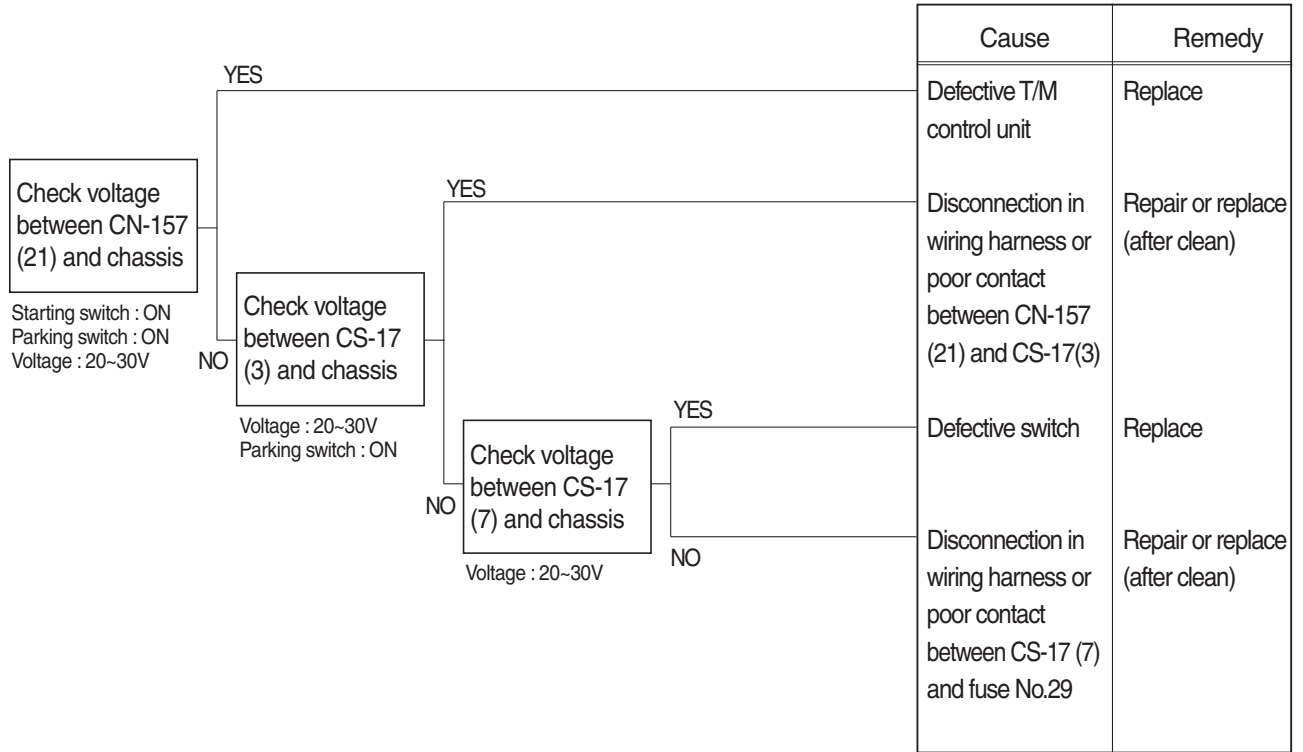 Cause
Remedy
YES
Defective T/M
control unit
Replace
Check voltage
between CN-157
(21) and chassis
Starting switch : ON
Parking switch : ON
Voltage : 20~30V
NO
YES
Disconnection in
wiring harness or
poor contact
between CN-157
(21) and CS-17(3)
Repair or replace
(after clean)
Check voltage
between CS-17
(3) and chassis
Voltage : 20~30V
Parking switch : ON
NO
YES
Defective switch
Replace
Check voltage
between CS-17
(7) and chassis
Voltage : 20~30V
NO
Disconnection in
wiring harness or
poor contact
between CS-17 (7)
and fuse No.29
Repair or replace
(after clean)